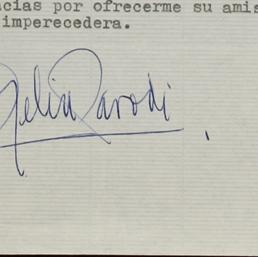 cias por ofrecerme su amis
imperecedera.
Delia Parodi